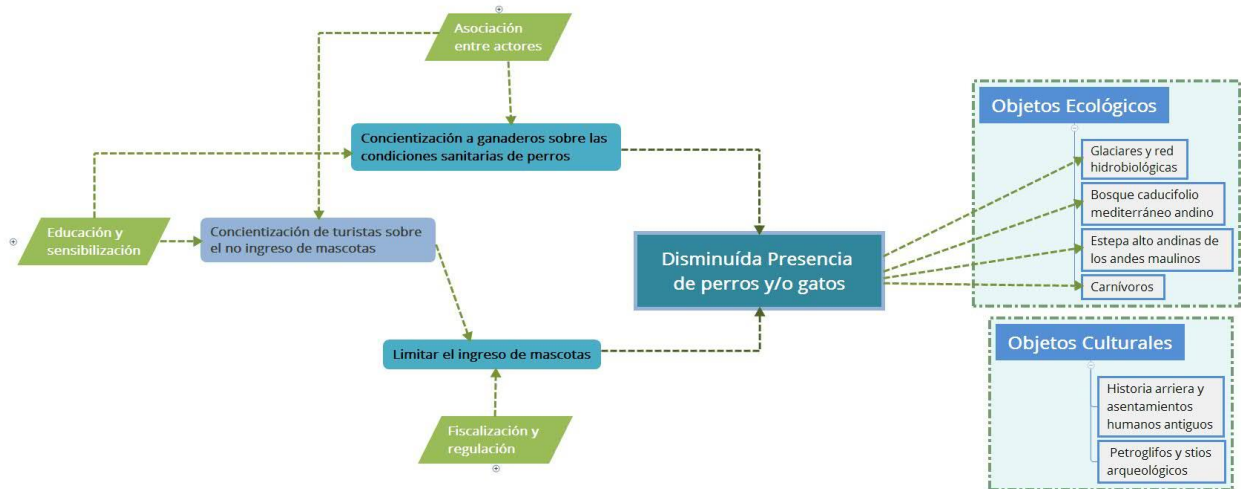 Asociación
entre actores
Concientización a ganaderos sobre las
condiciones sanitarias de perros
Educación y
sensibilización
Concientización de turistas sobre
el no ingreso de mascotas
Limitar el ingreso de mascotas
Fiscalización y
regulación
Disminuída Presencia
de perros y/o gatos
Objetos Ecológicos
Glaciares y red
hidrobiológicas
Bosque caducifolio
mediterráneo andino
Estepa alto andinas de
los andes maulinos
Carnívoros
Objetos Culturales
Historia arriera y
asentamientos
humanos antiguos
Petroglifos y stios
arqueológicos